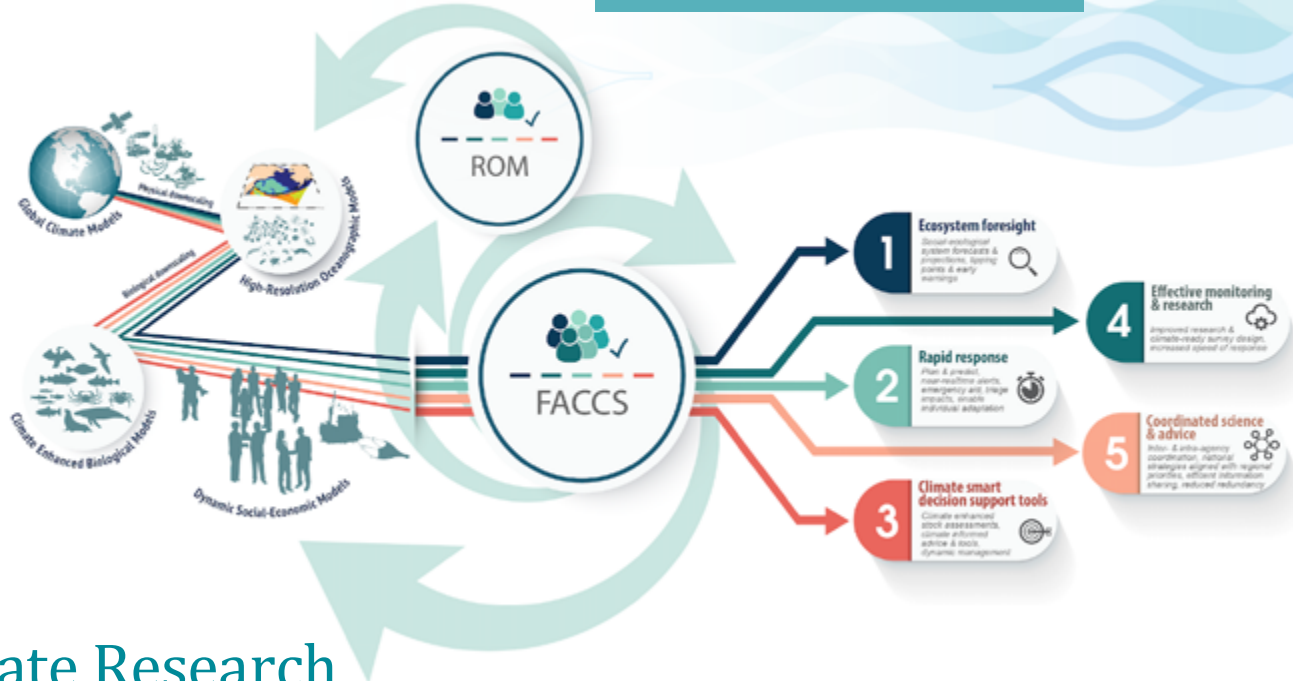 ROM
Physical downscaling
Global Climate Models
High-Resolution Oceanographic Models
Biological downscaling
Climate Enhanced Biological Models
Dynamic Social-Economic Models
FACCS
1
Ecosystem foresight
Social-ecological
system forecasts &
projections, tipping
points & early
warnings
4
Effective monitoring
& research
Improved research &
climate-ready survey design,
increased speed of response
2
Rapid response
Plan & predict,
near-realtime alerts,
emergency aid, triage
impacts, enable
individual adaptation
5
Coordinated science
& advice
Inter- & intra-agency
coordination, national
strategies aligned with regional
priorities, efficient information
sharing, reduced redundancy
3
Climate smart
decision support tools
Climate enhanced
stock assessments,
climate informed
advice & tools,
dynamic management
ate Research